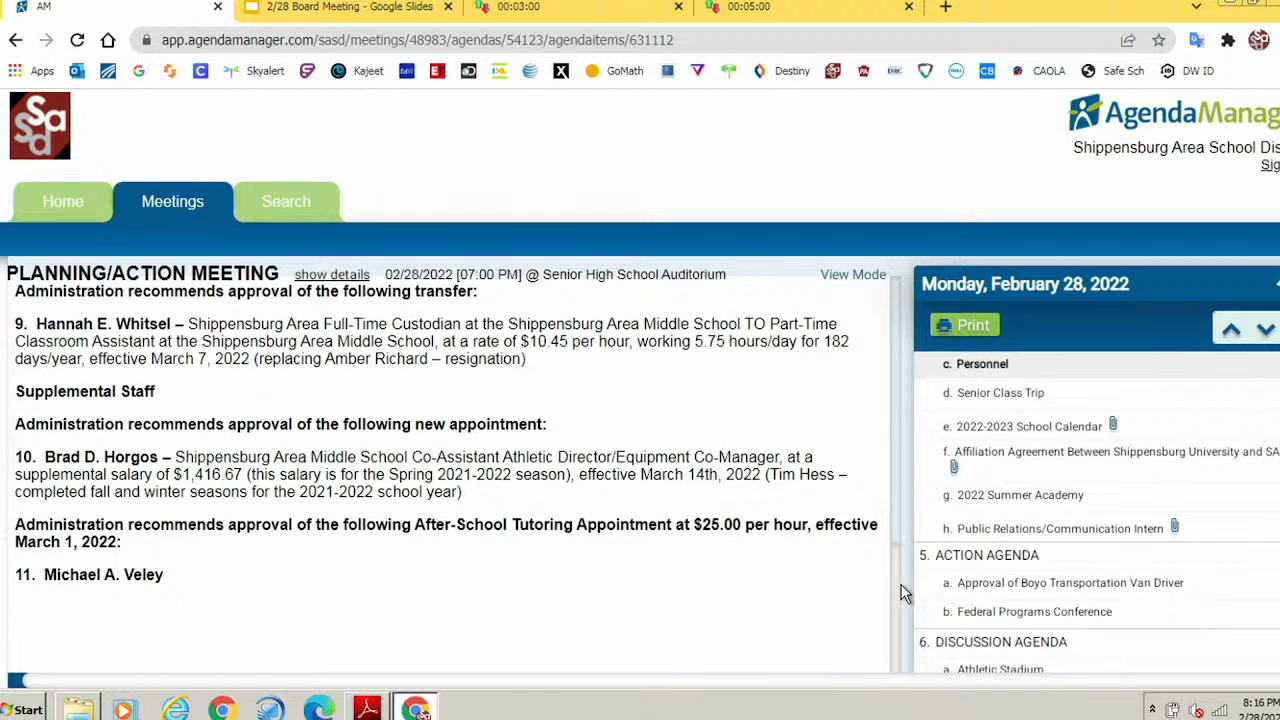 AM
2/28 Board Meeting - Google Slides
00:03:00
00:05:00
app.agendamanager.com/sasd/meetings/48983/agendas/54123/agendaitems/631112
Apps
Skyalert
Kajeet
GoMath
Destiny
CAOLA
Safe Sch
DW ID
Sa
sd
AgendaManag
Shippensburg Area School Dis
Sig
Home
Meetings
Search
PLANNING/ACTION MEETING show details 02/28/2022 [07:00 PM] @ Senior High School Auditorium View Mode
Administration recommends approval of the following transfer:
9. Hannah E. Whitsel – Shippensburg Area Full-Time Custodian at the Shippensburg Area Middle School TO Part-Time
Classroom Assistant at the Shippensburg Area Middle School, at a rate of $10.45 per hour, working 5.75 hours/day for 182
days/year, effective March 7, 2022 (replacing Amber Richard – resignation)
Supplemental Staff
Administration recommends approval of the following new appointment:
10. Brad D. Horgos – Shippensburg Area Middle School Co-Assistant Athletic Director/Equipment Co-Manager, at a
supplemental salary of $1,416.67 (this salary is for the Spring 2021-2022 season), effective March 14th, 2022 (Tim Hess –
completed fall and winter seasons for the 2021-2022 school year)
Administration recommends approval of the following After-School Tutoring Appointment at $25.00 per hour, effective
March 1, 2022:
11. Michael A. Veley
Monday, February 28, 2022
Print
c. Personnel
d. Senior Class Trip
e. 2022-2023 School Calendar
f. Affiliation Agreement Between Shippensburg University and SA
g. 2022 Summer Academy
h. Public Relations/Communication Intern
5. ACTION AGENDA
a. Approval of Boyo Transportation Van Driver
b. Federal Programs Conference
6. DISCUSSION AGENDA
a. Athletic Stadium
Start
8:16 PM
2/28/20